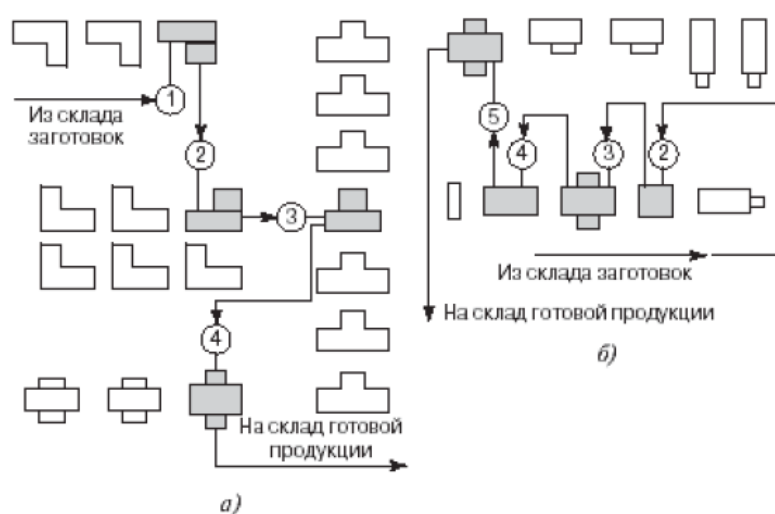 1
Из склада
заготовок
2
3
4
На склад готовой
продукции
а)
5
4
3
2
Из склада заготовок
На склад готовой продукции
б)